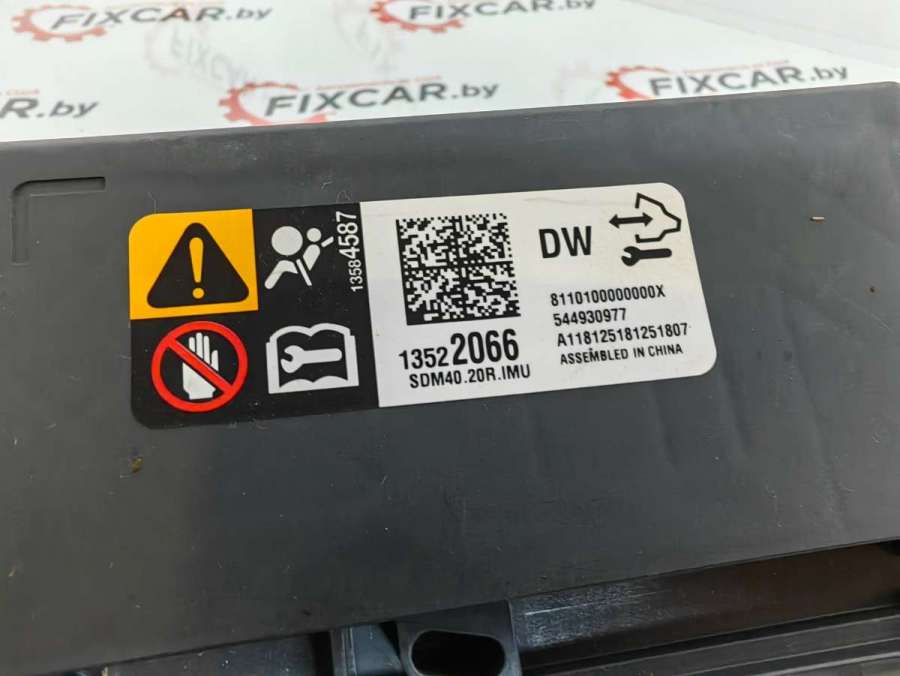 FIXCAR.by
FIXCAR.by
R.by
FIXCAR.by
FIXCAR
13584587
DW
8110100000000X
544930977
A118125181251807
ASSEMBLED IN CHINA
13522066
SDM40.20R.IMU